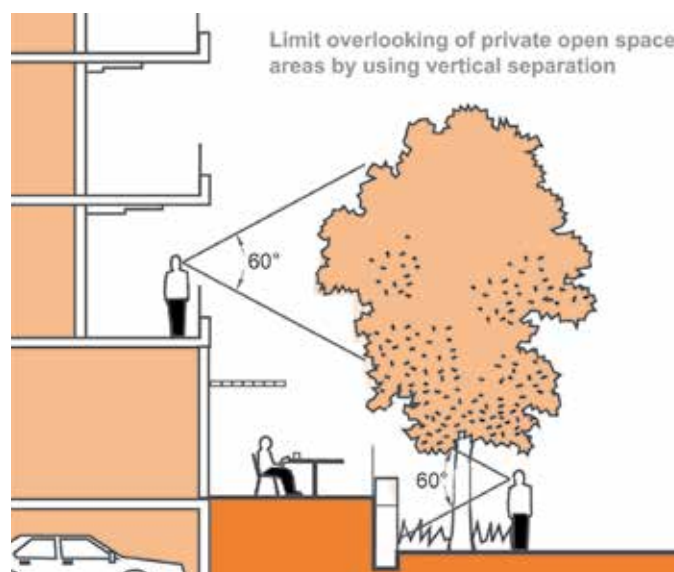 Limit overlooking of private open space
areas by using vertical separation
60°
60°